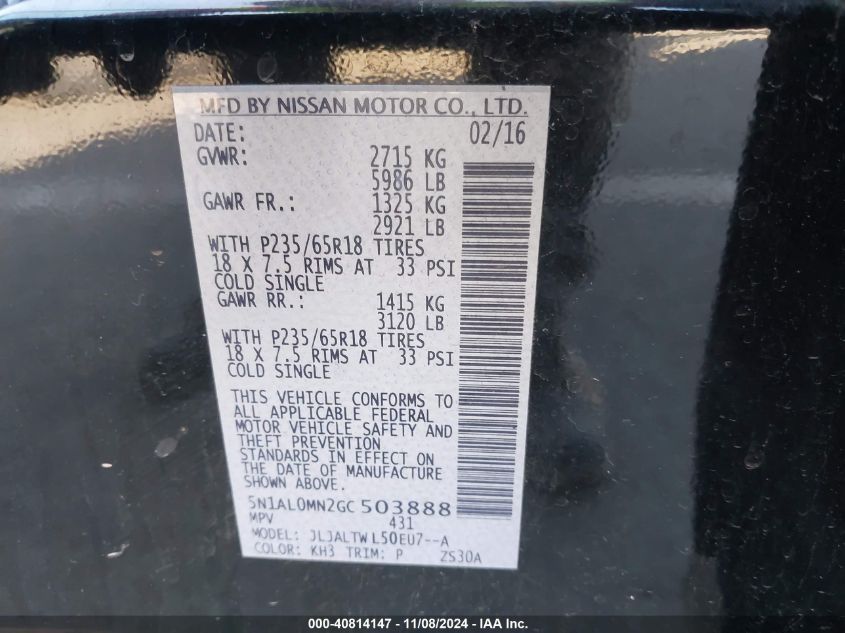 MFD BY NISSAN MOTOR CO., LTD.
DATE: 02/16
GVWR: 2715 KG
5986 LB
GAWR FR.: 1325 KG
2921 LB
WITH P235/65R18 TIRES
18 X 7.5 RIMS AT 33 PSI
COLD SINGLE
GAWR RR.: 1415 KG
3120 LB
WITH P235/65R18 TIRES
18 X 7.5 RIMS AT 33 PSI
COLD SINGLE
THIS VEHICLE CONFORMS TO
ALL APPLICABLE FEDERAL
MOTOR VEHICLE SAFETY AND
THEFT PREVENTION
STANDARDS IN EFFECT ON
THE DATE OF MANUFACTURE
SHOWN ABOVE.
5N1AL0MN2GC503888
MPV 431
MODEL: JLJALTWL50EU7--A
COLOR: KH3 TRIM: P ZS30A
000-40814147 - 11/08/2024 - IAA Inc.